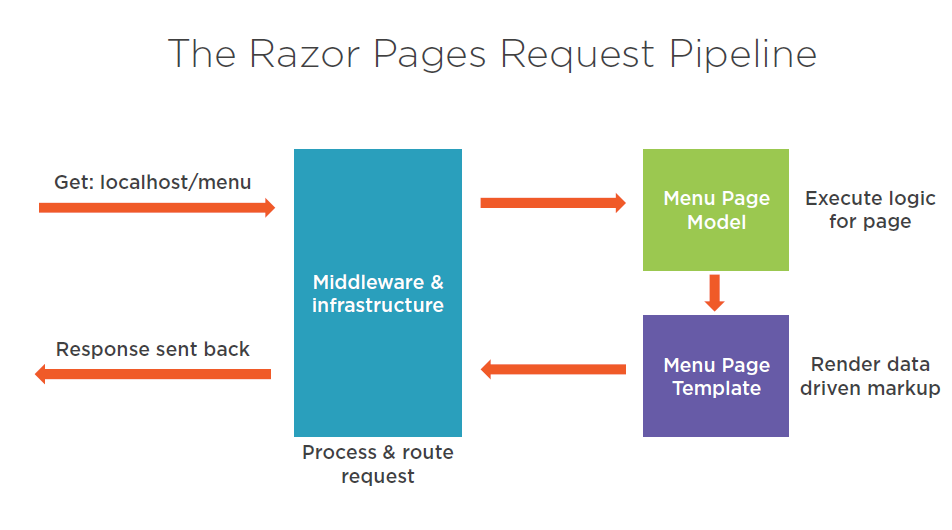 The Razor Pages Request Pipeline
Get: localhost/menu
Response sent back
Middleware &
infrastructure
Process & route
request
Menu Page
Model
Execute logic
for page
Menu Page
Template
Render data
driven markup